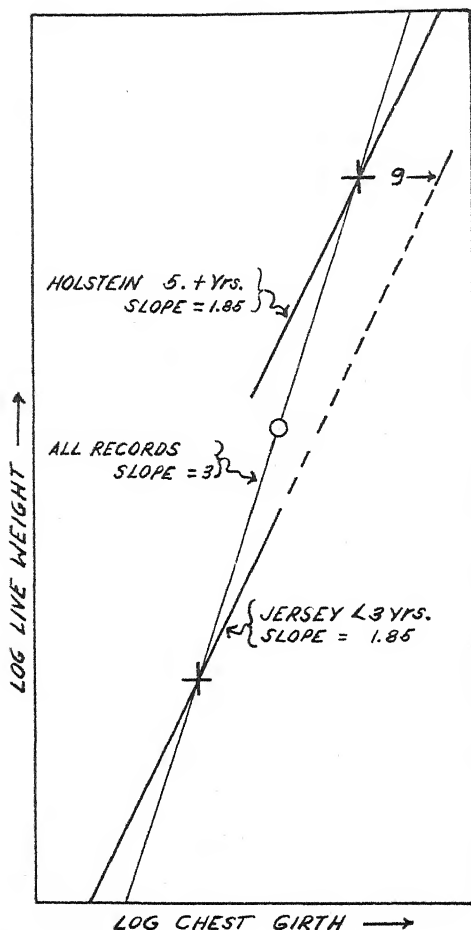 g →
HOLSTEIN 5.+ Yrs.
SLOPE = 1.85
ALL RECORDS
SLOPE = 3
JERSEY < 3 Yrs.
SLOPE = 1.85
LOG LIVE WEIGHT →
LOG CHEST GIRTH →